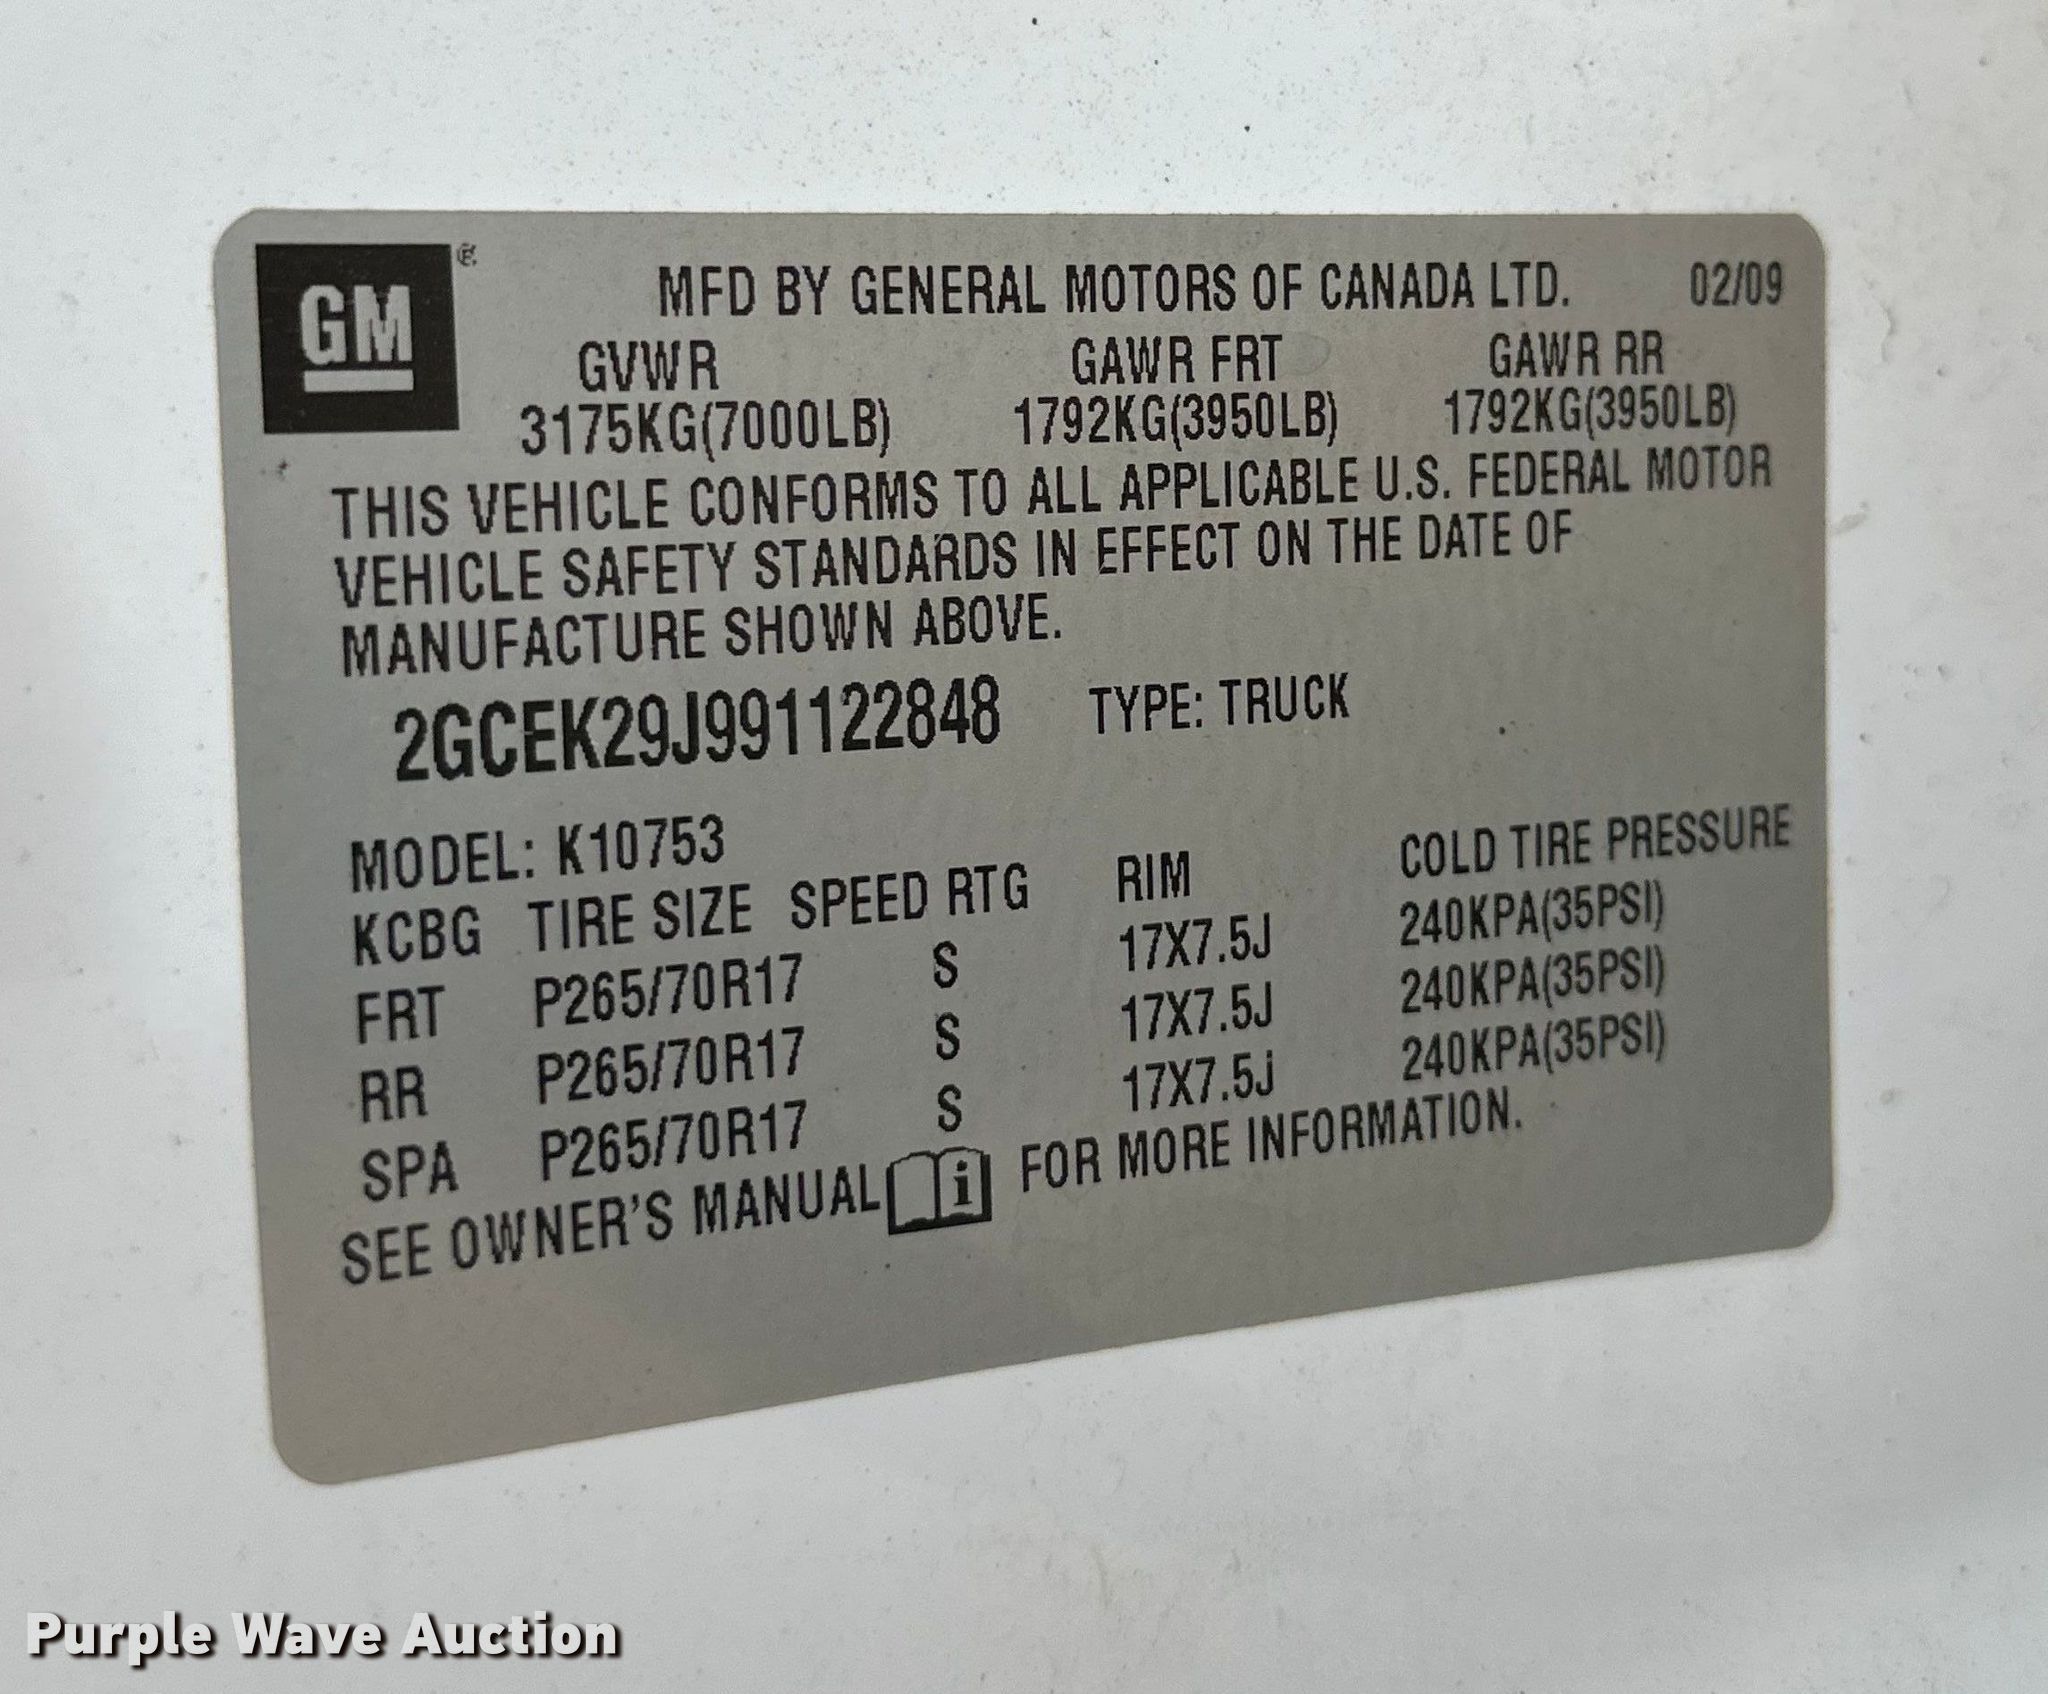 GM ®
MFD BY GENERAL MOTORS OF CANADA LTD. 02/09
GVWR GAWR FRT GAWR RR
3175KG(7000LB) 1792KG(3950LB) 1792KG(3950LB)
THIS VEHICLE CONFORMS TO ALL APPLICABLE U.S. FEDERAL MOTOR
VEHICLE SAFETY STANDARDS IN EFFECT ON THE DATE OF
MANUFACTURE SHOWN ABOVE.
2GCEK29J991122848 TYPE: TRUCK
MODEL: K10753
KCBG TIRE SIZE SPEED RTG RIM COLD TIRE PRESSURE
FRT P265/70R17 S 17X7.5J 240KPA(35PSI)
RR P265/70R17 S 17X7.5J 240KPA(35PSI)
SPA P265/70R17 S 17X7.5j 240KPA(35PSI)
SEE OWNER'S MANUAL i FOR MORE INFORMATION.
Purple Wave Auction